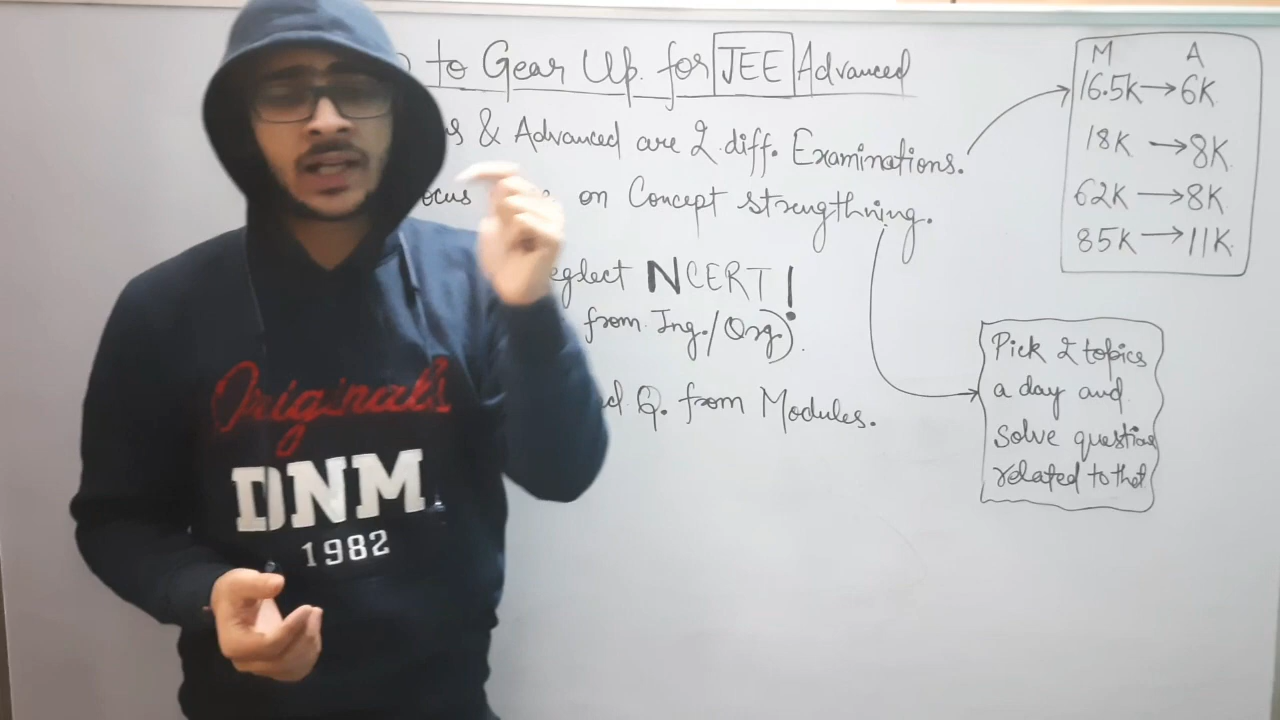 to Gear Up for JEE Advanced
& Advanced are 2 diff. Examinations.
on Concept strengthning.
NCERT!
from Ing./Org)
Q. from Modules.
M A
16.5K→6K
18K →8K
62K →8K
85K →11K
Pick 2 topics
a day and
Solve question
related to that
Originals
DNM
1982